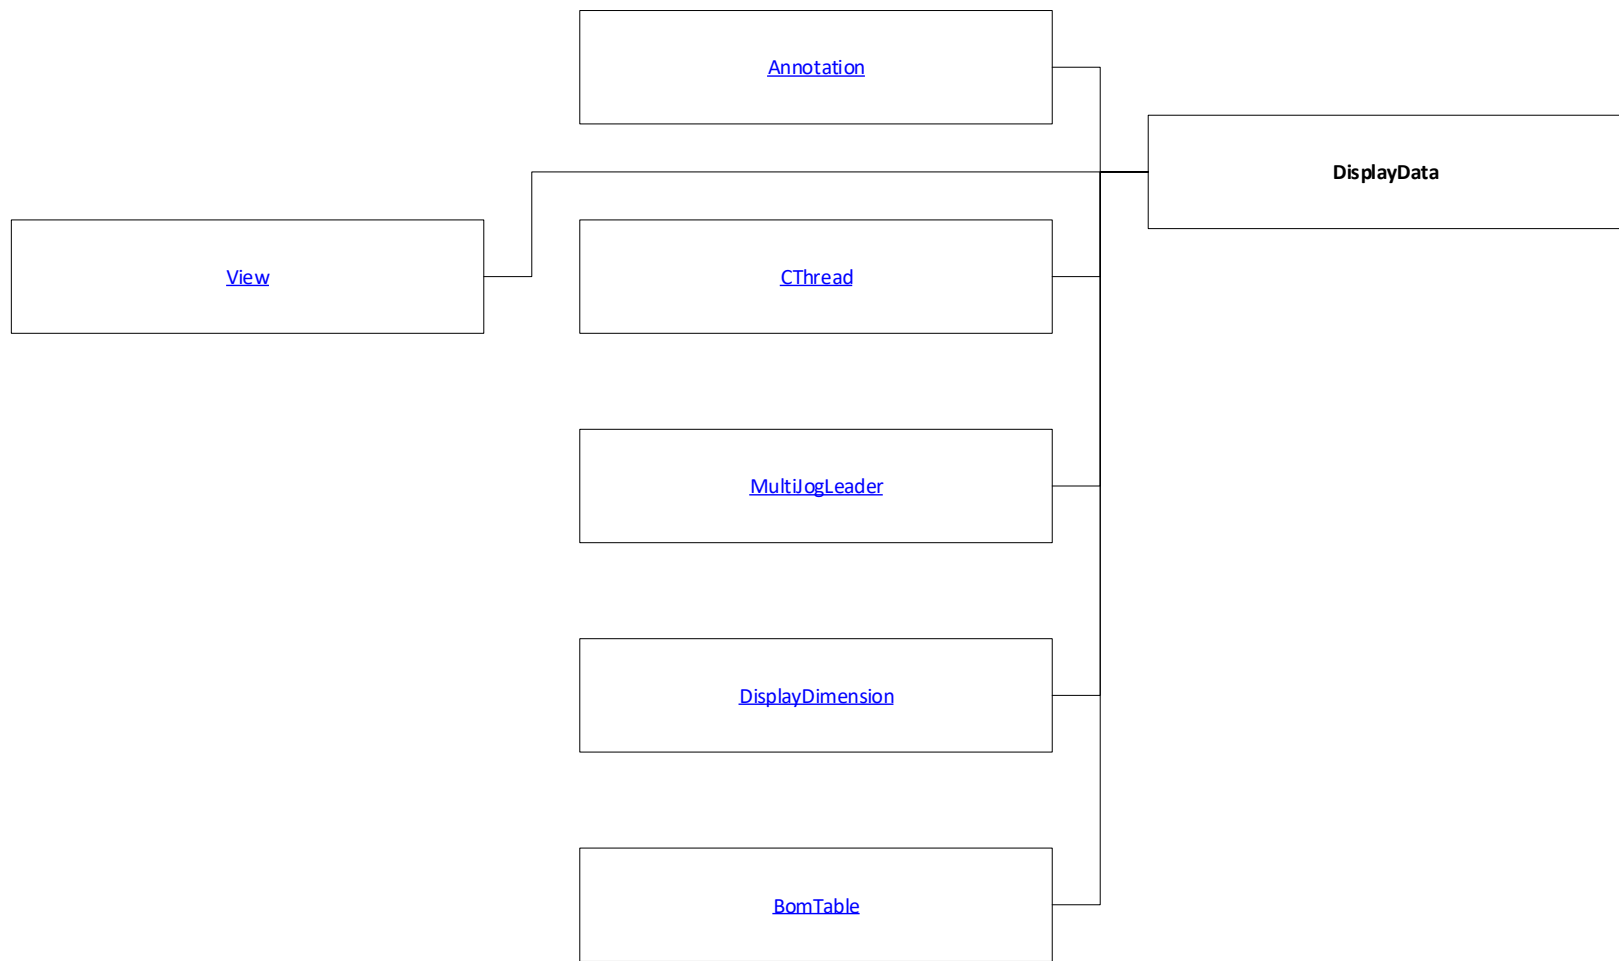 Annotation
DisplayData
View
CThread
MultiJogLeader
DisplayDimension
BomTable